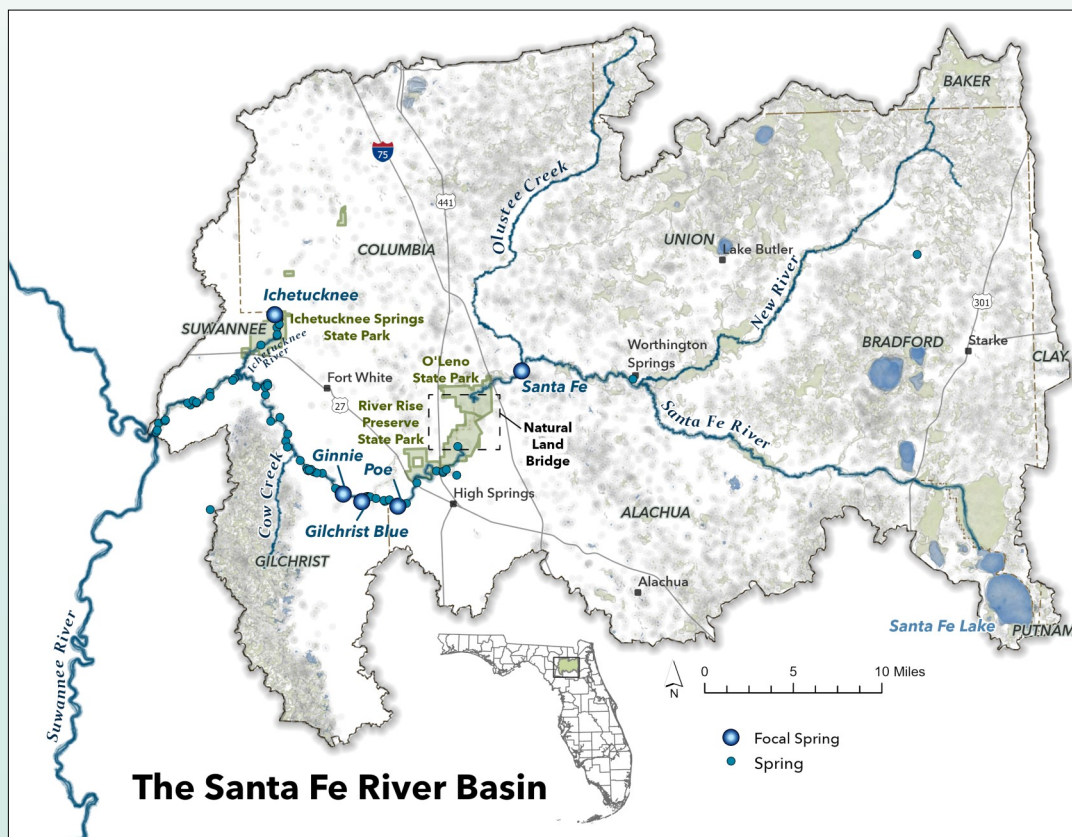 BAKER
75
441
Olustee Creek
COLUMBIA
UNION
Lake Butler
New River
301
Ichetucknee
SUWANNEE
Ichetucknee Springs
State Park
Ichetucknee
River
Worthington
Springs
BRADFORD
Starke
CLAY
O'Leno
State Park
Santa Fe
Fort White
27
River Rise
Preserve
State Park
Natural
Land
Bridge
Santa Fe River
Ginnie
Poe
High Springs
Cow Creek
Gilchrist Blue
ALACHUA
GILCHRIST
Alachua
Suwannee River
Santa Fe Lake
PUTNAM
N
0 5 10 Miles
Focal Spring
Spring
The Santa Fe River Basin